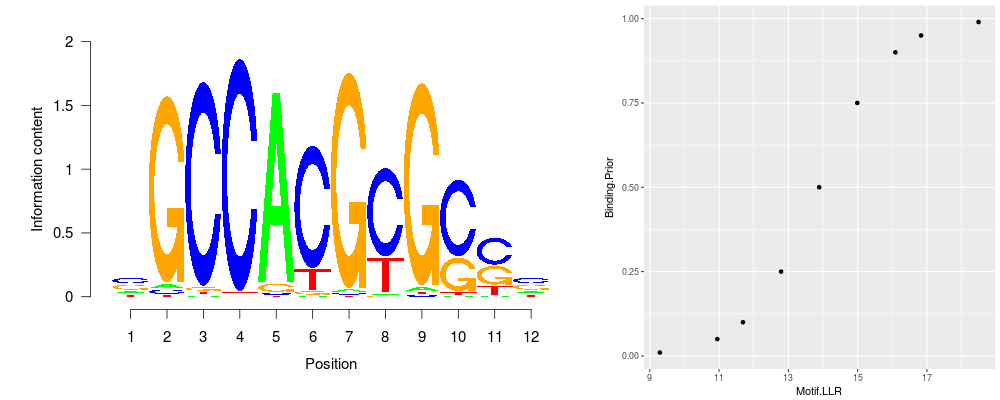 2
1.5
1
0.5
0
Information content
GCCACGCGCC
TTGG
T
1 2 3 4 5 6 7 8 9 10 11 12
Position
1.00
0.75
0.50
0.25
0.00
Binding.Prior
9 11 13 15 17
Motif.LLR